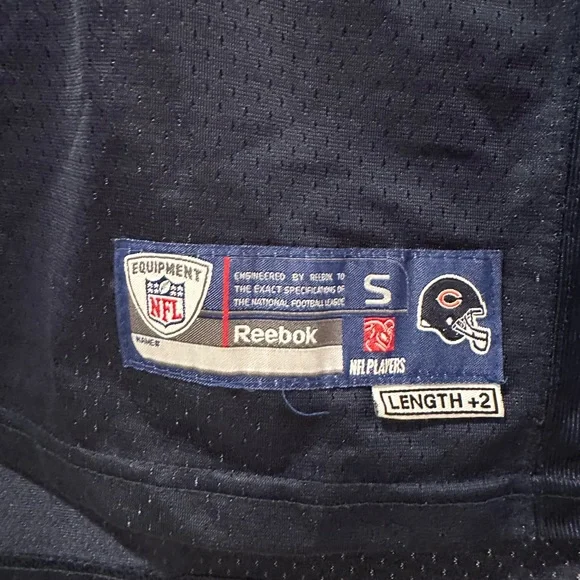 EQUIPMENT
NFL
NAME#
ENGINEERED BY REEBOK TO
THE EXACT SPECIFICATIONS OF
THE NATIONAL FOOTBALL LEAGUE
Reebok
S
NFL PLAYERS
C
LENGTH +2